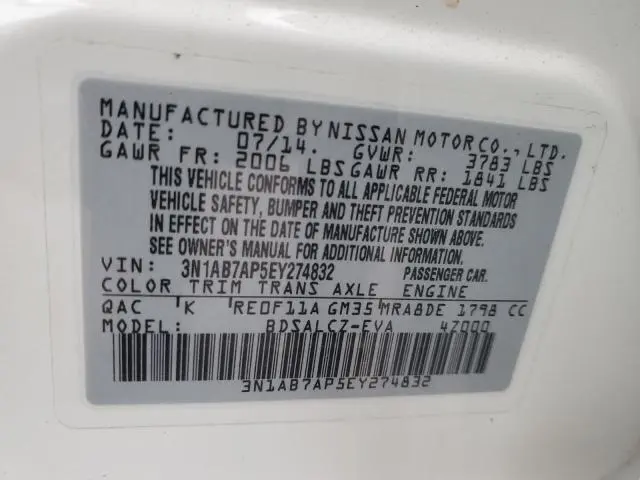 MANUFACTURED BY NISSAN MOTOR CO., LTD.
DATE: 07/14. GVWR: 3783 LBS
GAWR FR: 2006 LBS GAWR RR: 1841 LBS
THIS VEHICLE CONFORMS TO ALL APPLICABLE FEDERAL MOTOR
VEHICLE SAFETY, BUMPER AND THEFT PREVENTION STANDARDS
IN EFFECT ON THE DATE OF MANUFACTURE SHOWN ABOVE.
SEE OWNER'S MANUAL FOR ADDITIONAL INFORMATION.
VIN: 3N1AB7AP5EY274832 PASSENGER CAR.
COLOR TRIM TRANS AXLE ENGINE
QAC K RE0F11A GM35 MRA8DE 1798 CC
MODEL: BDSALCZ-EVA 4Z000
3N1AB7AP5EY274832